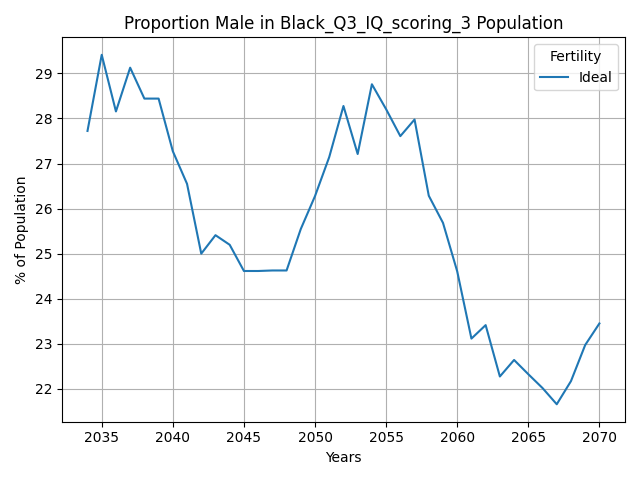 Proportion Male in Black_Q3_IQ_scoring_3 Population
Fertility
Ideal
% of Population
29
28
27
26
25
24
23
22
2035 2040 2045 2050 2055 2060 2065 2070
Years